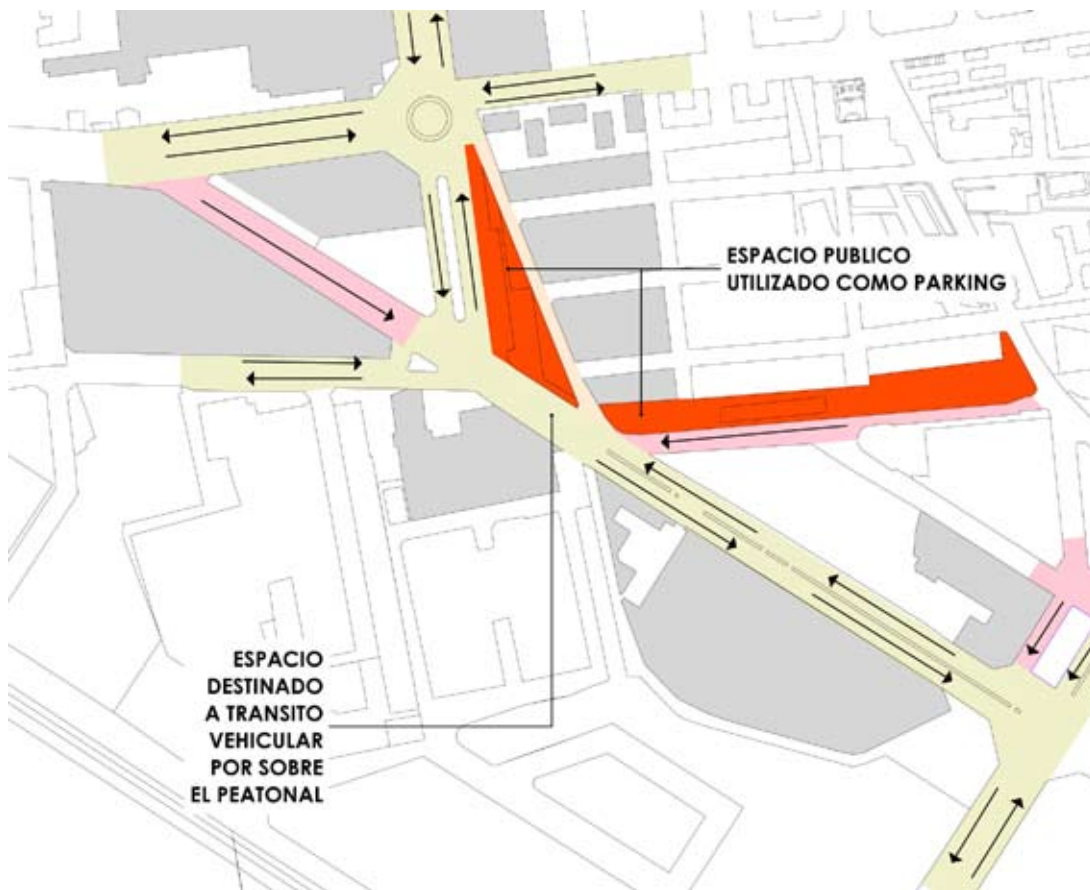 ESPACIO PUBLICO
UTILIZADO COMO PARKING
ESPACIO
DESTINADO
A TRANSITO
VEHICULAR
POR SOBRE
EL PEATONAL